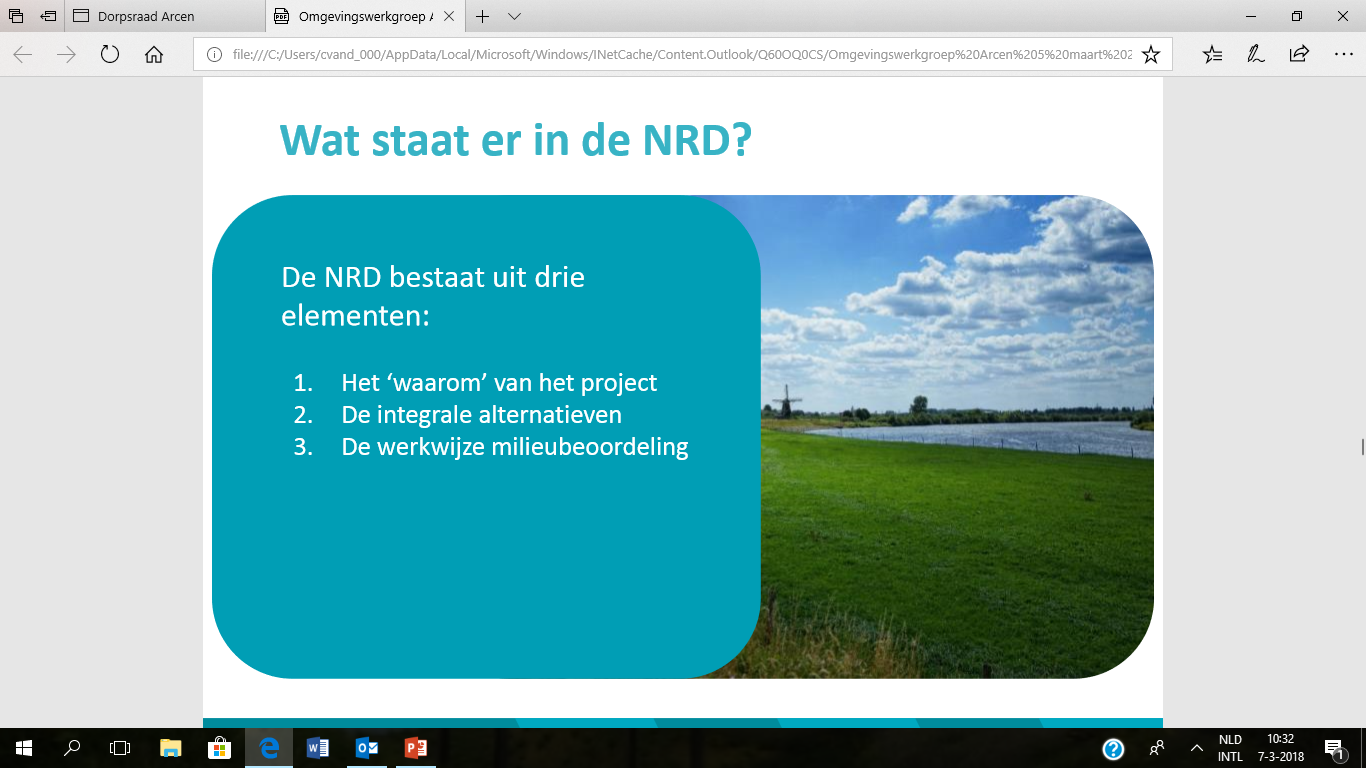 Dorpsraad Arcen
Omgevingswerkgroep A
file:///C:/Users/cvand_000/AppData/Local/Microsoft/Windows/INetCache/Content.Outlook/Q60OQ0CS/Omgevingswerkgroep%20Arcen%205%20maart%202
Wat staat er in de NRD?
De NRD bestaat uit drie
elementen:
1. Het ‘waarom’ van het project
2. De integrale alternatieven
3. De werkwijze milieubeoordeling
NLD 10:32
INTL 7-3-2018
1